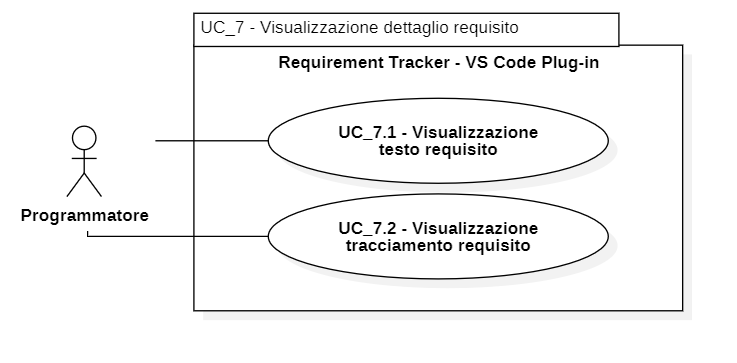 UC_7 - Visualizzazione dettaglio requisito
Requirement Tracker - VS Code Plug-in
UC_7.1 - Visualizzazione
testo requisito
Programmatore
UC_7.2 - Visualizzazione
tracciamento requisito